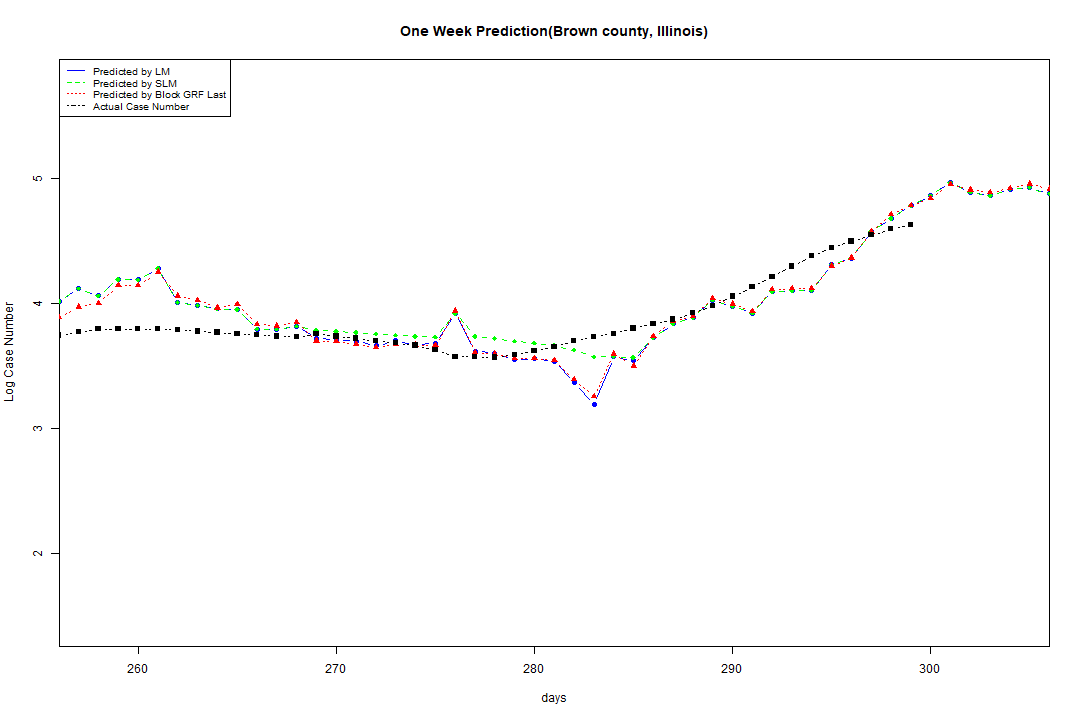 One Week Prediction(Brown county, Illinois)
Predicted by LM
Predicted by SLM
Predicted by Block GRF Last
Actual Case Number
5
4
3
2
Log Case Number
260 270 280 290 300
days